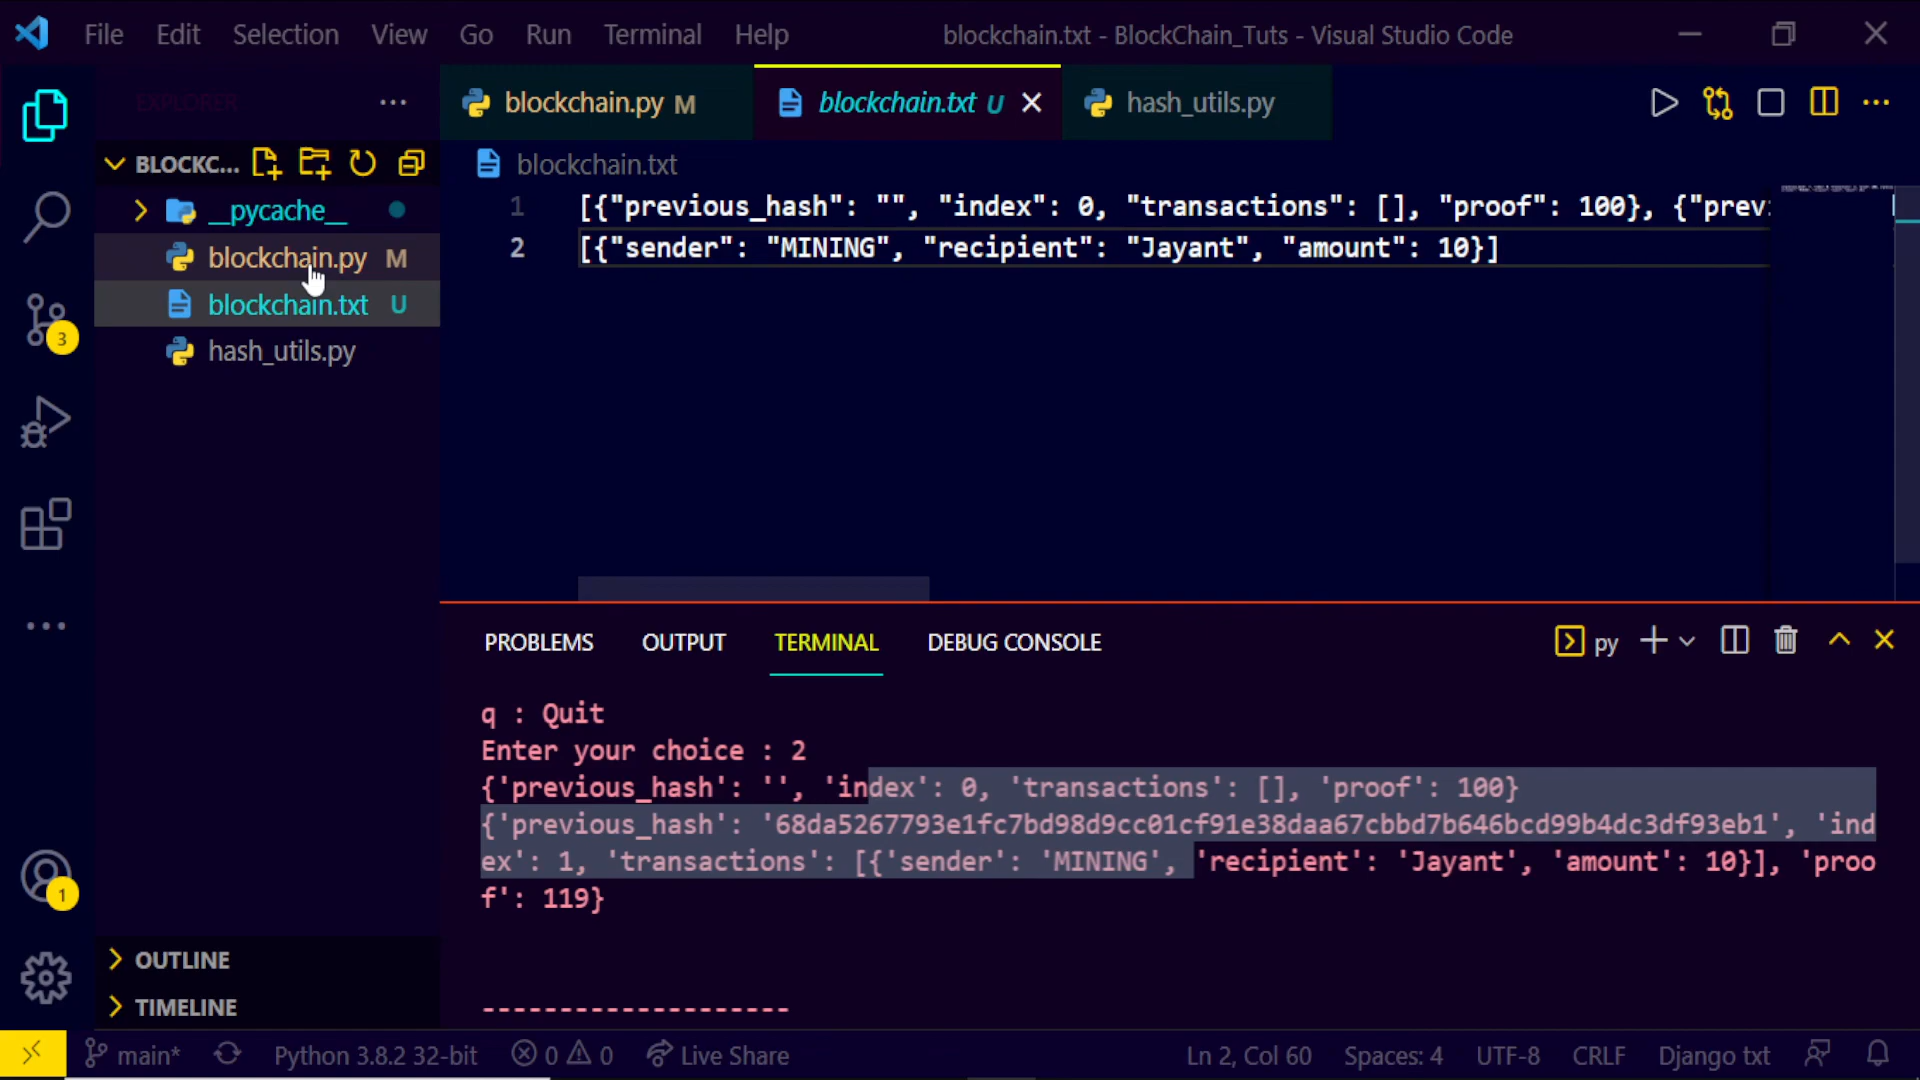 File Edit Selection View Go Run Terminal Help blockchain.txt - BlockChain_Tuts - Visual Studio Code
EXPLORER
blockchain.py M blockchain.txt U hash_utils.py
BLOCKC...
blockchain.txt
__pycache__
blockchain.py M
blockchain.txt U
hash_utils.py
1 [{"previous_hash": "", "index": 0, "transactions": [], "proof": 100}, {"prev
2 [{"sender": "MINING", "recipient": "Jayant", "amount": 10}]
3
1
PROBLEMS OUTPUT TERMINAL DEBUG CONSOLE py
q : Quit
Enter your choice : 2
{'previous_hash': '', 'index': 0, 'transactions': [], 'proof': 100}
{'previous_hash': '68da5267793e1fc7bd98d9cc01cf91e38daa67cbbd7b646bcd99b4dc3df93eb1', 'ind
ex': 1, 'transactions': [{'sender': 'MINING', 'recipient': 'Jayant', 'amount': 10}], 'proo
f': 119}
--------------------
OUTLINE
TIMELINE
main* Python 3.8.2 32-bit 0 0 Live Share Ln 2, Col 60 Spaces: 4 UTF-8 CRLF Django txt